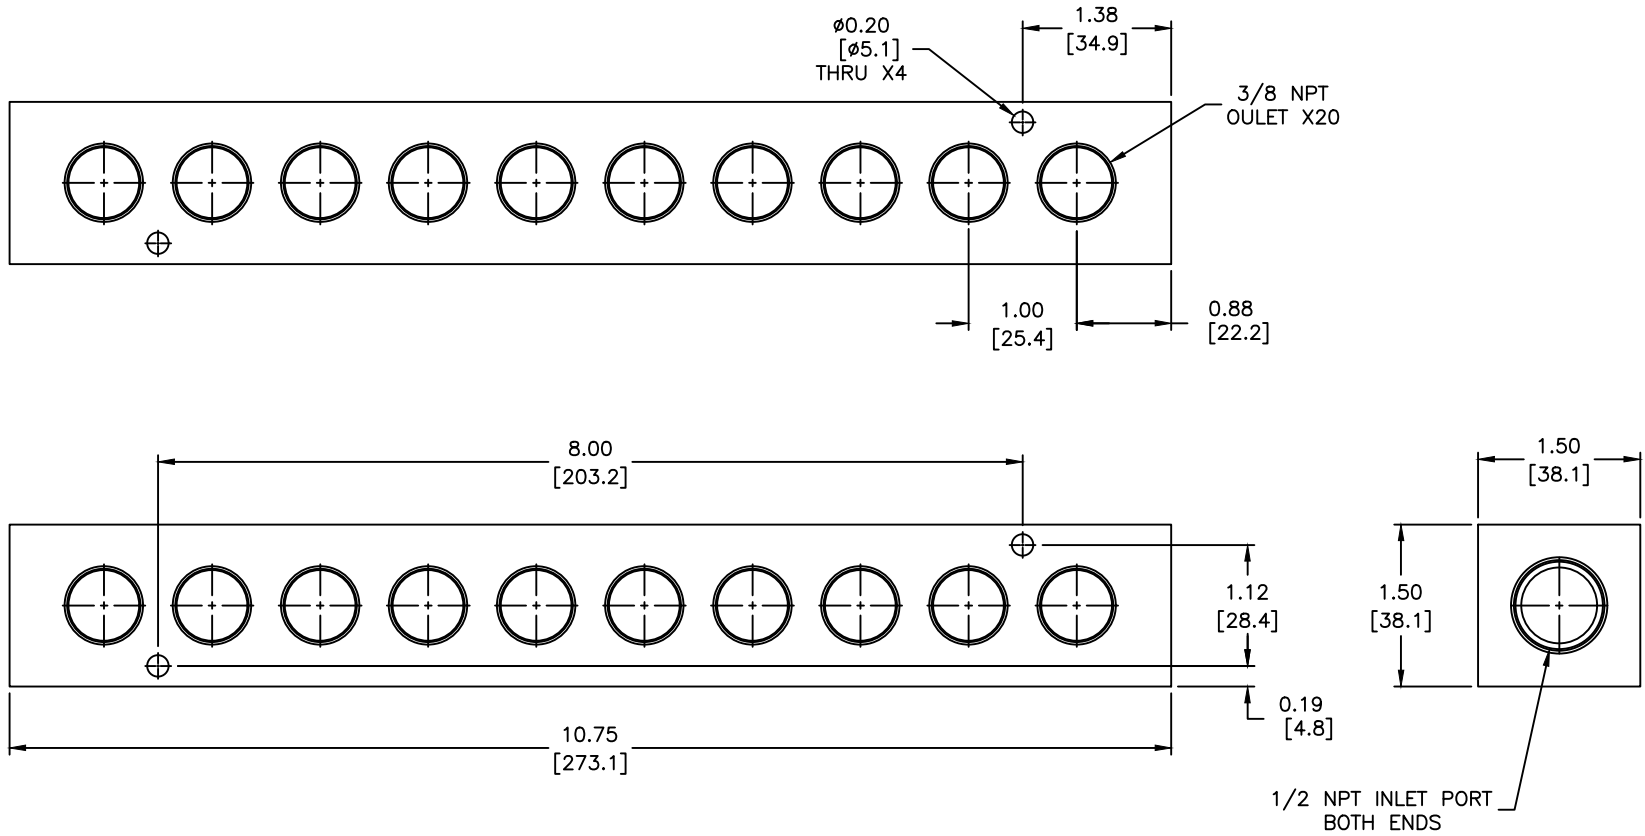 ø0.20
[ø5.1]
THRU X4
1.38
[34.9]
3/8 NPT
OULET X20
1.00
[25.4]
0.88
[22.2]
8.00
[203.2]
1.50
[38.1]
1.12
[28.4]
1.50
[38.1]
0.19
[4.8]
10.75
[273.1]
1/2 NPT INLET PORT
BOTH ENDS